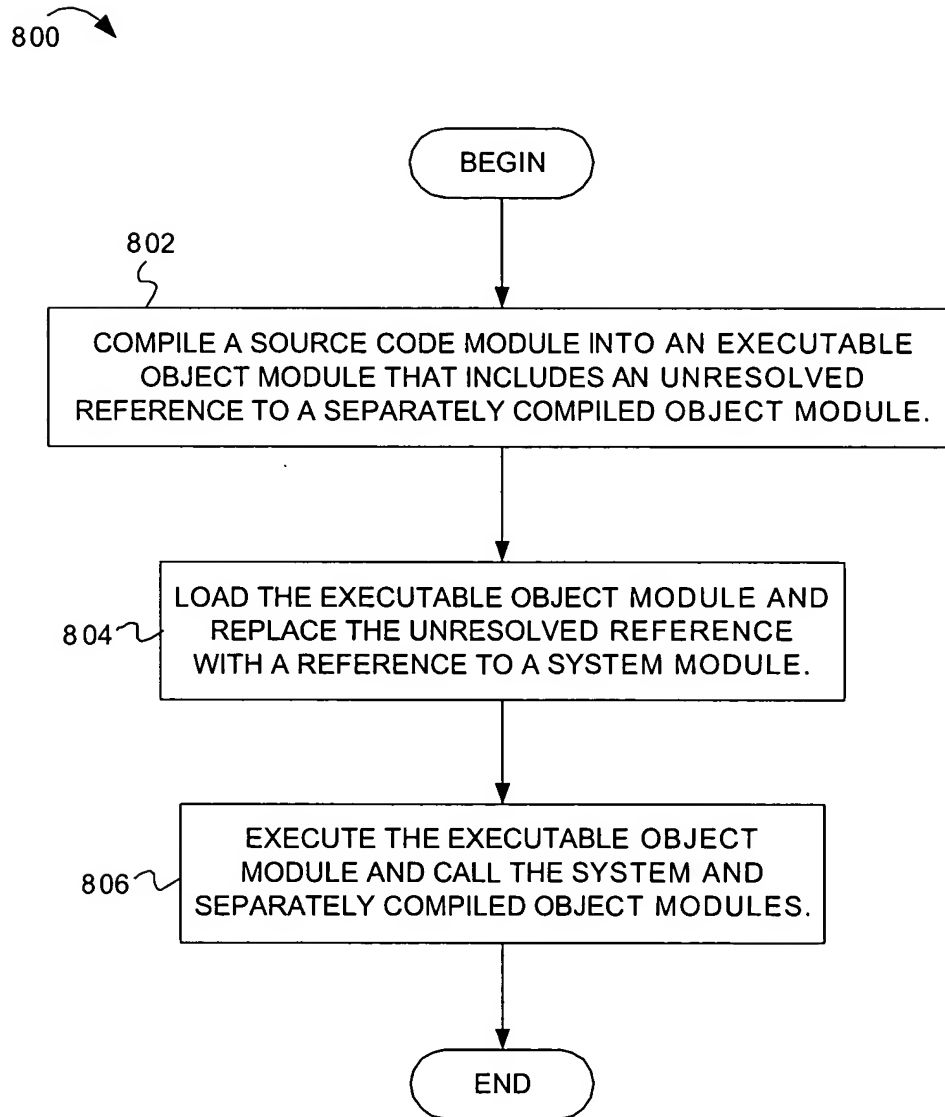 800
BEGIN
802
COMPILE A SOURCE CODE MODULE INTO AN EXECUTABLE
OBJECT MODULE THAT INCLUDES AN UNRESOLVED
REFERENCE TO A SEPARATELY COMPILED OBJECT MODULE.
804
LOAD THE EXECUTABLE OBJECT MODULE AND
REPLACE THE UNRESOLVED REFERENCE
WITH A REFERENCE TO A SYSTEM MODULE.
806
EXECUTE THE EXECUTABLE OBJECT
MODULE AND CALL THE SYSTEM AND
SEPARATELY COMPILED OBJECT MODULES.
END